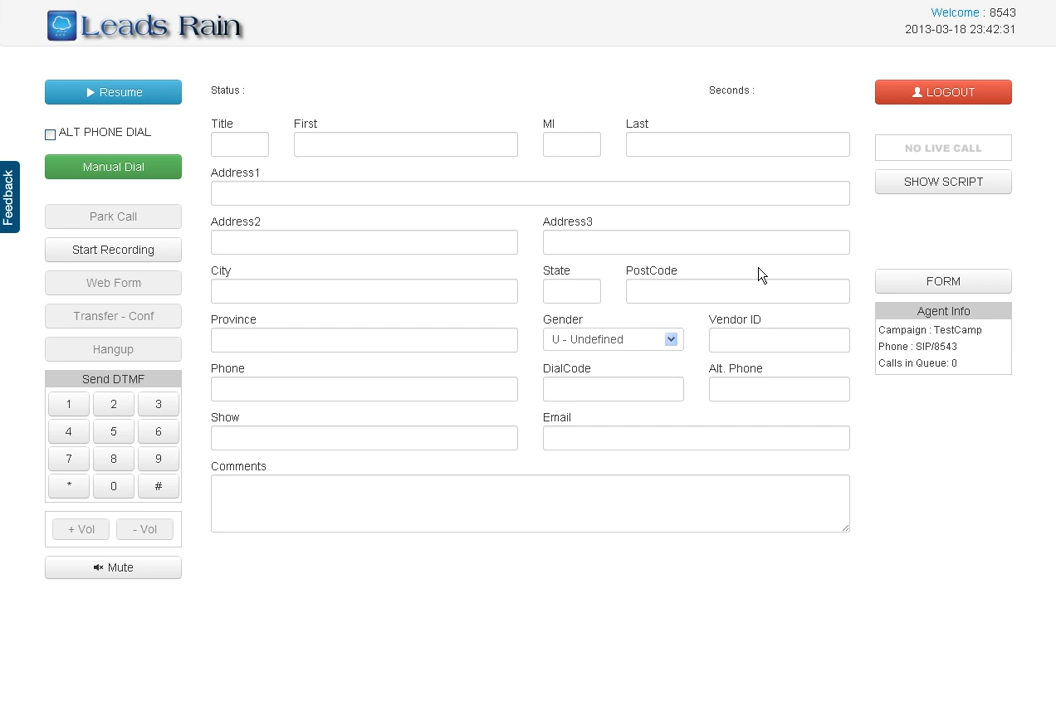 Leads Rain
Welcome : 8543
2013-03-18 23:42:31
Resume
Status :
Seconds :
LOGOUT
ALT PHONE DIAL
Title
First
MI
Last
NO LIVE CALL
Manual Dial
Address1
SHOW SCRIPT
Feedback
Park Call
Address2
Address3
Start Recording
City
State
PostCode
Web Form
FORM
Transfer - Conf
Province
Gender
Vendor ID
Agent Info
U - Undefined
Campaign : TestCamp
Hangup
Phone : SIP/8543
Calls in Queue: 0
Send DTMF
Phone
DialCode
Alt. Phone
1 2 3
Show
Email
4 5 6
7 8 9
Comments
* 0 #
+ Vol - Vol
Mute